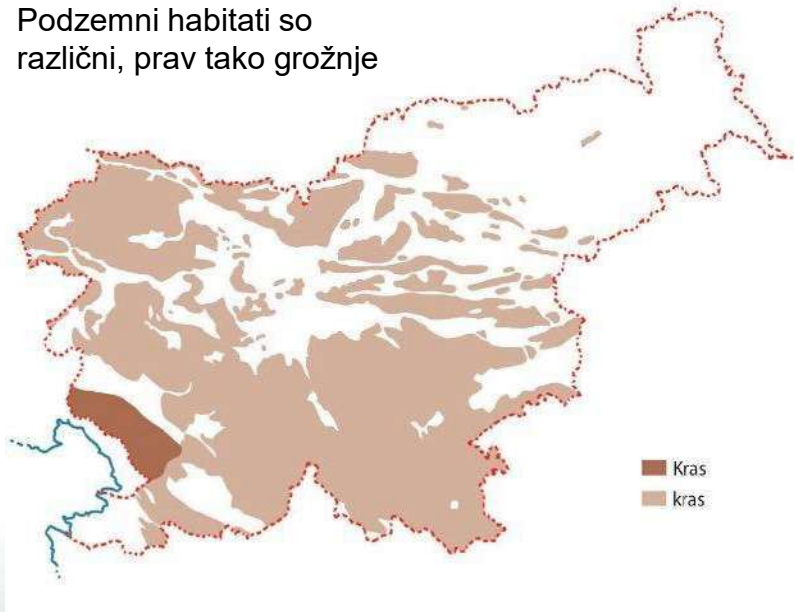 Podzemni habitati so
različni, prav tako grožnje
Kras
kras